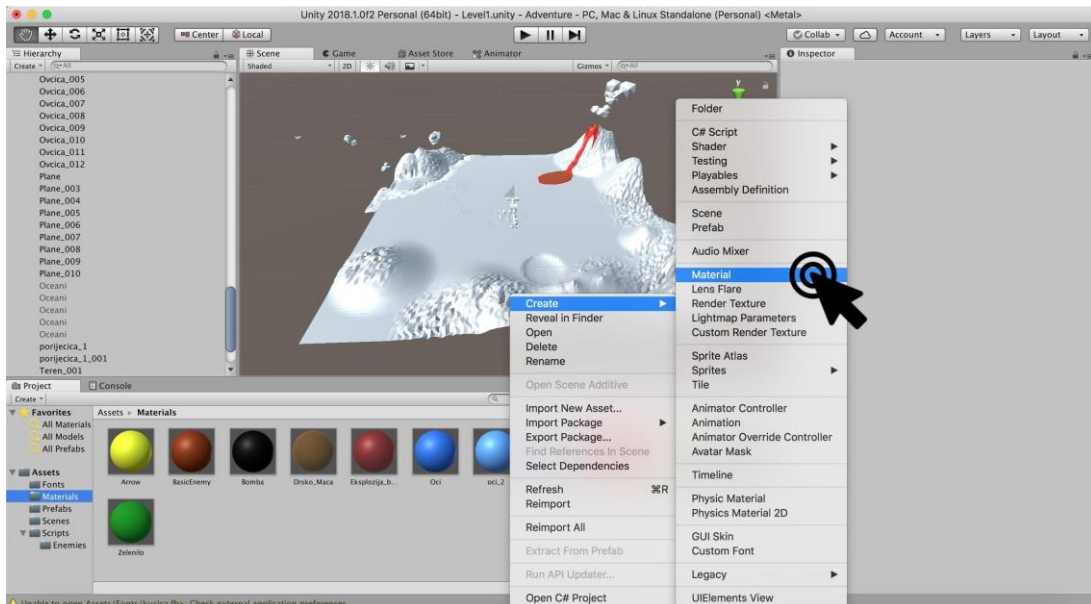 Unity 2018.1.0f2 Personal (64bit) - Level1.unity - Adventure - PC, Mac & Linux Standalone (Personal) <Metal>
Center
Local
Collab
Account
Layers
Layout
Hierarchy
Scene
Game
Asset Store
Animator
Inspector
Create
All
Shaded
2D
Gizmos
All
y
Ovcica_005
Ovcica_006
Ovcica_007
Ovcica_008
Ovcica_009
Ovcica_010
Ovcica_011
Ovcica_012
Plane
Plane_003
Plane_004
Plane_005
Plane_006
Plane_007
Plane_008
Plane_009
Plane_010
Oceani
Oceani
Oceani
Oceani
Oceani
porijecica_1
porijecica_1_001
Teren_001
Folder
C# Script
Shader
Testing
Playables
Assembly Definition
Scene
Prefab
Audio Mixer
Material
Lens Flare
Render Texture
Lightmap Parameters
Custom Render Texture
Sprite Atlas
Sprites
Tile
Animator Controller
Animation
Animator Override Controller
Avatar Mask
Timeline
Physic Material
Physics Material 2D
GUI Skin
Custom Font
Legacy
UIElements View
Create
Reveal in Finder
Open
Delete
Rename
Open Scene Additive
Import New Asset...
Import Package
Export Package...
Find References In Scene
Select Dependencies
Refresh ⌘R
Reimport
Reimport All
Extract From Prefab
Run API Updater...
Open C# Project
Project
Console
Create
Favorites
All Materials
All Models
All Prefabs
Assets
Fonts
Materials
Prefabs
Scenes
Scripts
Enemies
Assets ▸ Materials
Arrow
BasicEnemy
Bomba
Drsko_Maca
Eksplozija_b...
Oci
oci_2
Zelenilo